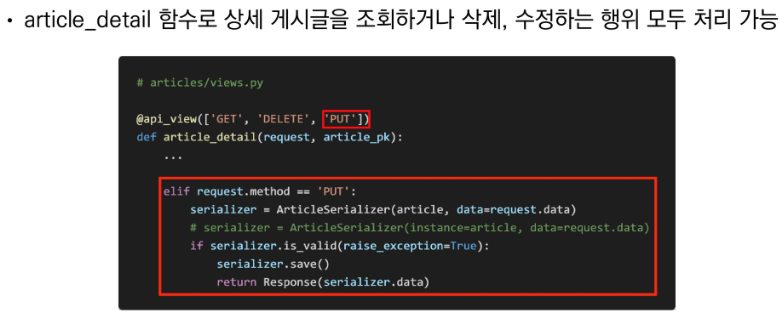 • article_detail 함수로 상세 게시글을 조회하거나 삭제, 수정하는 행위 모두 처리 가능
# articles/views.py
@api_view(['GET', 'DELETE', 'PUT'])
def article_detail(request, article_pk):
    ...
    elif request.method == 'PUT':
        serializer = ArticleSerializer(article, data=request.data)
        # serializer = ArticleSerializer(instance=article, data=request.data)
        if serializer.is_valid(raise_exception=True):
            serializer.save()
            return Response(serializer.data)